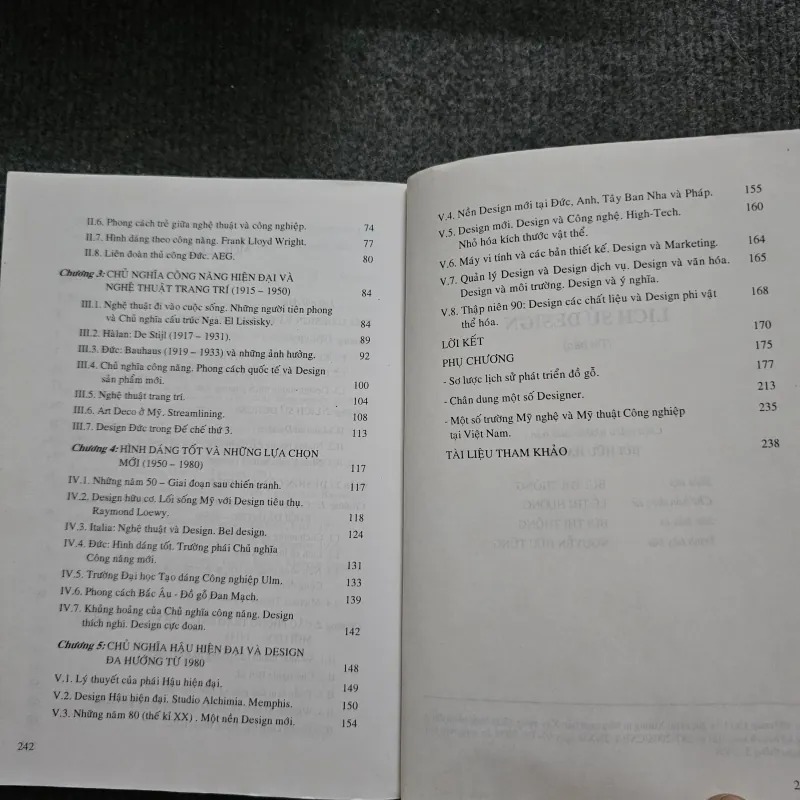 II.6. Phong cách trẻ giữa nghệ thuật và công nghiệp. 74
II.7. Hình dáng theo công năng. Frank Lloyd Wright. 77
II.8. Liên đoàn thủ công Đức. AEG. 80
Chương 3: CHỦ NGHĨA CÔNG NĂNG HIỆN ĐẠI VÀ
NGHỆ THUẬT TRANG TRÍ (1915 – 1950) 84
III.1. Nghệ thuật đi vào cuộc sống. Những người tiên phong
và Chủ nghĩa cấu trúc Nga. El Lissisky. 84
III.2. Hàlan: De Stijl (1917 – 1931). 89
III.3. Đức: Bauhaus (1919 – 1933) và những ảnh hưởng. 92
III.4. Chủ nghĩa công năng. Phong cách quốc tế và Design
sản phẩm mới. 100
III.5. Nghệ thuật trang trí. 104
III.6. Art Deco ở Mỹ. Streamlining. 108
III.7. Design Đức trong Đế chế thứ 3. 113
Chương 4: HÌNH DÁNG TỐT VÀ NHỮNG LỰA CHỌN
MỚI (1950 – 1980) 117
IV.1. Những năm 50 – Giai đoạn sau chiến tranh. 117
IV.2. Design hữu cơ. Lối sống Mỹ với Design tiêu thụ.
Raymond Loewy. 118
IV.3. Italia: Nghệ thuật và Design. Bel design. 124
IV.4. Đức: Hình dáng tốt. Trường phái Chủ nghĩa
Công năng mới. 131
IV.5. Trường Đại học Tạo dáng Công nghiệp Ulm. 133
IV.6. Phong cách Bắc Âu - Đồ gỗ Đan Mạch. 139
IV.7. Khủng hoảng của Chủ nghĩa công năng. Design
thích nghi. Design cực đoan. 142
Chương 5: CHỦ NGHĨA HẬU HIỆN ĐẠI VÀ DESIGN
ĐA HƯỚNG TỪ 1980 148
V.1. Lý thuyết của phái Hậu hiện đại. 149
V.2. Design Hậu hiện đại. Studio Alchimia. Memphis. 150
V.3. Những năm 80 (thế kỉ XX) . Một nền Design mới. 154
242
V.4. Nền Design mới tại Đức, Anh, Tây Ban Nha và Pháp. 155
V.5. Design mới. Design và Công nghệ. High-Tech.  160
Nhỏ hóa kích thước vật thể.
V.6. Máy vi tính và các bản thiết kế. Design và Marketing. 164
V.7. Quản lý Design và Design dịch vụ. Design và văn hóa. 165
Design và môi trường. Design và ý nghĩa.
V.8. Thập niên 90: Design các chất liệu và Design phi vật 168
thể hóa.
LỜI KẾT 170
PHỤ CHƯƠNG 175
- Sơ lược lịch sử phát triển đồ gỗ. 177
- Chân dung một số Designer. 213
- Một số trường Mỹ nghệ và Mỹ thuật Công nghiệp 235
tại Việt Nam.
TÀI LIỆU THAM KHẢO 238